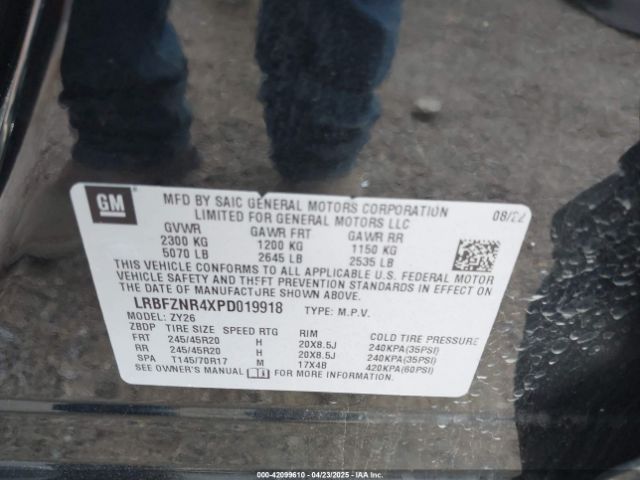 GM
MFD BY SAIC GENERAL MOTORS CORPORATION
LIMITED FOR GENERAL MOTORS LLC
08/22
GVWR GAWR FRT GAWR RR
2300 KG 1200 KG 1150 KG
5070 LB 2645 LB 2535 LB
THIS VEHICLE CONFORMS TO ALL APPLICABLE U.S. FEDERAL MOTOR
VEHICLE SAFETY AND THEFT PREVENTION STANDARDS IN EFFECT ON
THE DATE OF MANUFACTURE SHOWN ABOVE.
LRBFZNR4XPD019918 TYPE: M.P.V.
MODEL: ZY26
ZBDP TIRE SIZE SPEED RTG RIM COLD TIRE PRESSURE
FRT 245/45R20 H 20X8.5J 240KPA(35PSI)
RR 245/45R20 H 20X8.5J 240KPA(35PSI)
SPA T145/70R17 M 17X4B 420KPA(60PSI)
SEE OWNER'S MANUAL FOR MORE INFORMATION.
000-42099610 - 04/23/2025 - IAAI.CA